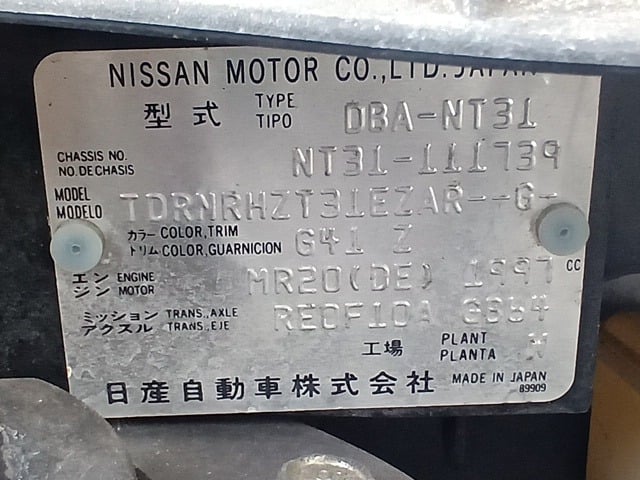 NISSAN MOTOR CO.,LTD.JAPAN
型式 TYPE TIPO DBA-NT31
CHASSIS NO. NO.DE CHASIS NT31-111739
MODEL MODELO TDRNRHZT31EZAR--G-
カラー COLOR,TRIM
トリム COLOR,GUARNICION G41 Z
エンジン ENGINE MOTOR MR20(DE) 1997 CC
ミッション TRANS.,AXLE
アクスル TRANS.,EJE RE0F10A
工場 PLANT PLANTA
日産自動車株式会社 MADE IN JAPAN
89909